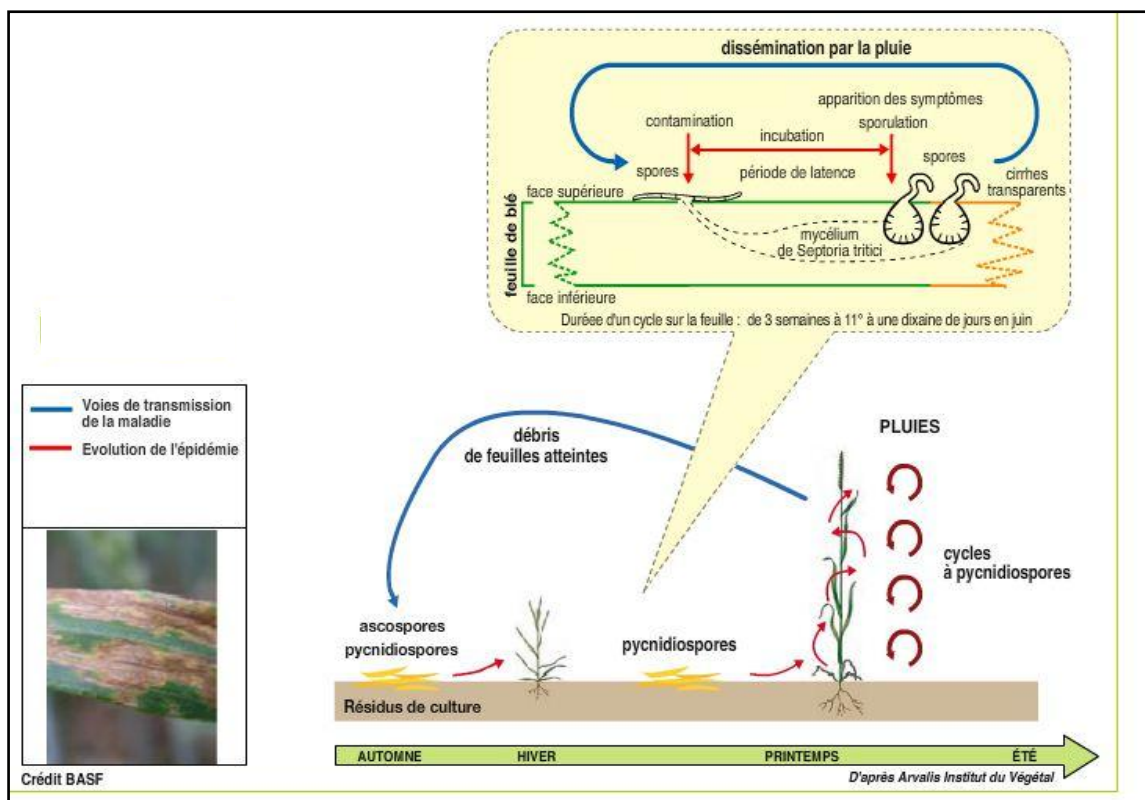 dissémination par la pluie
apparition des symptômes
contamination
sporulation
incubation
spores
période de latence
spores
cirrhes
transparents
face supérieure
feuille de blé
mycélium
de Septoria tritici
face inférieure
Duréee d'un cycle sur la feuille : de 3 semaines à 11° à une dixaine de jours en juin
Voies de transmission
de la maladie
Evolution de l'épidémie
débris
de feuilles atteintes
PLUIES
cycles
à pycnidiospores
ascospores
pycnidiospores
pycnidiospores
Résidus de culture
AUTOMNE
HIVER
PRINTEMPS
ÉTÉ
Crédit BASF
D'après Arvalis Institut du Végétal